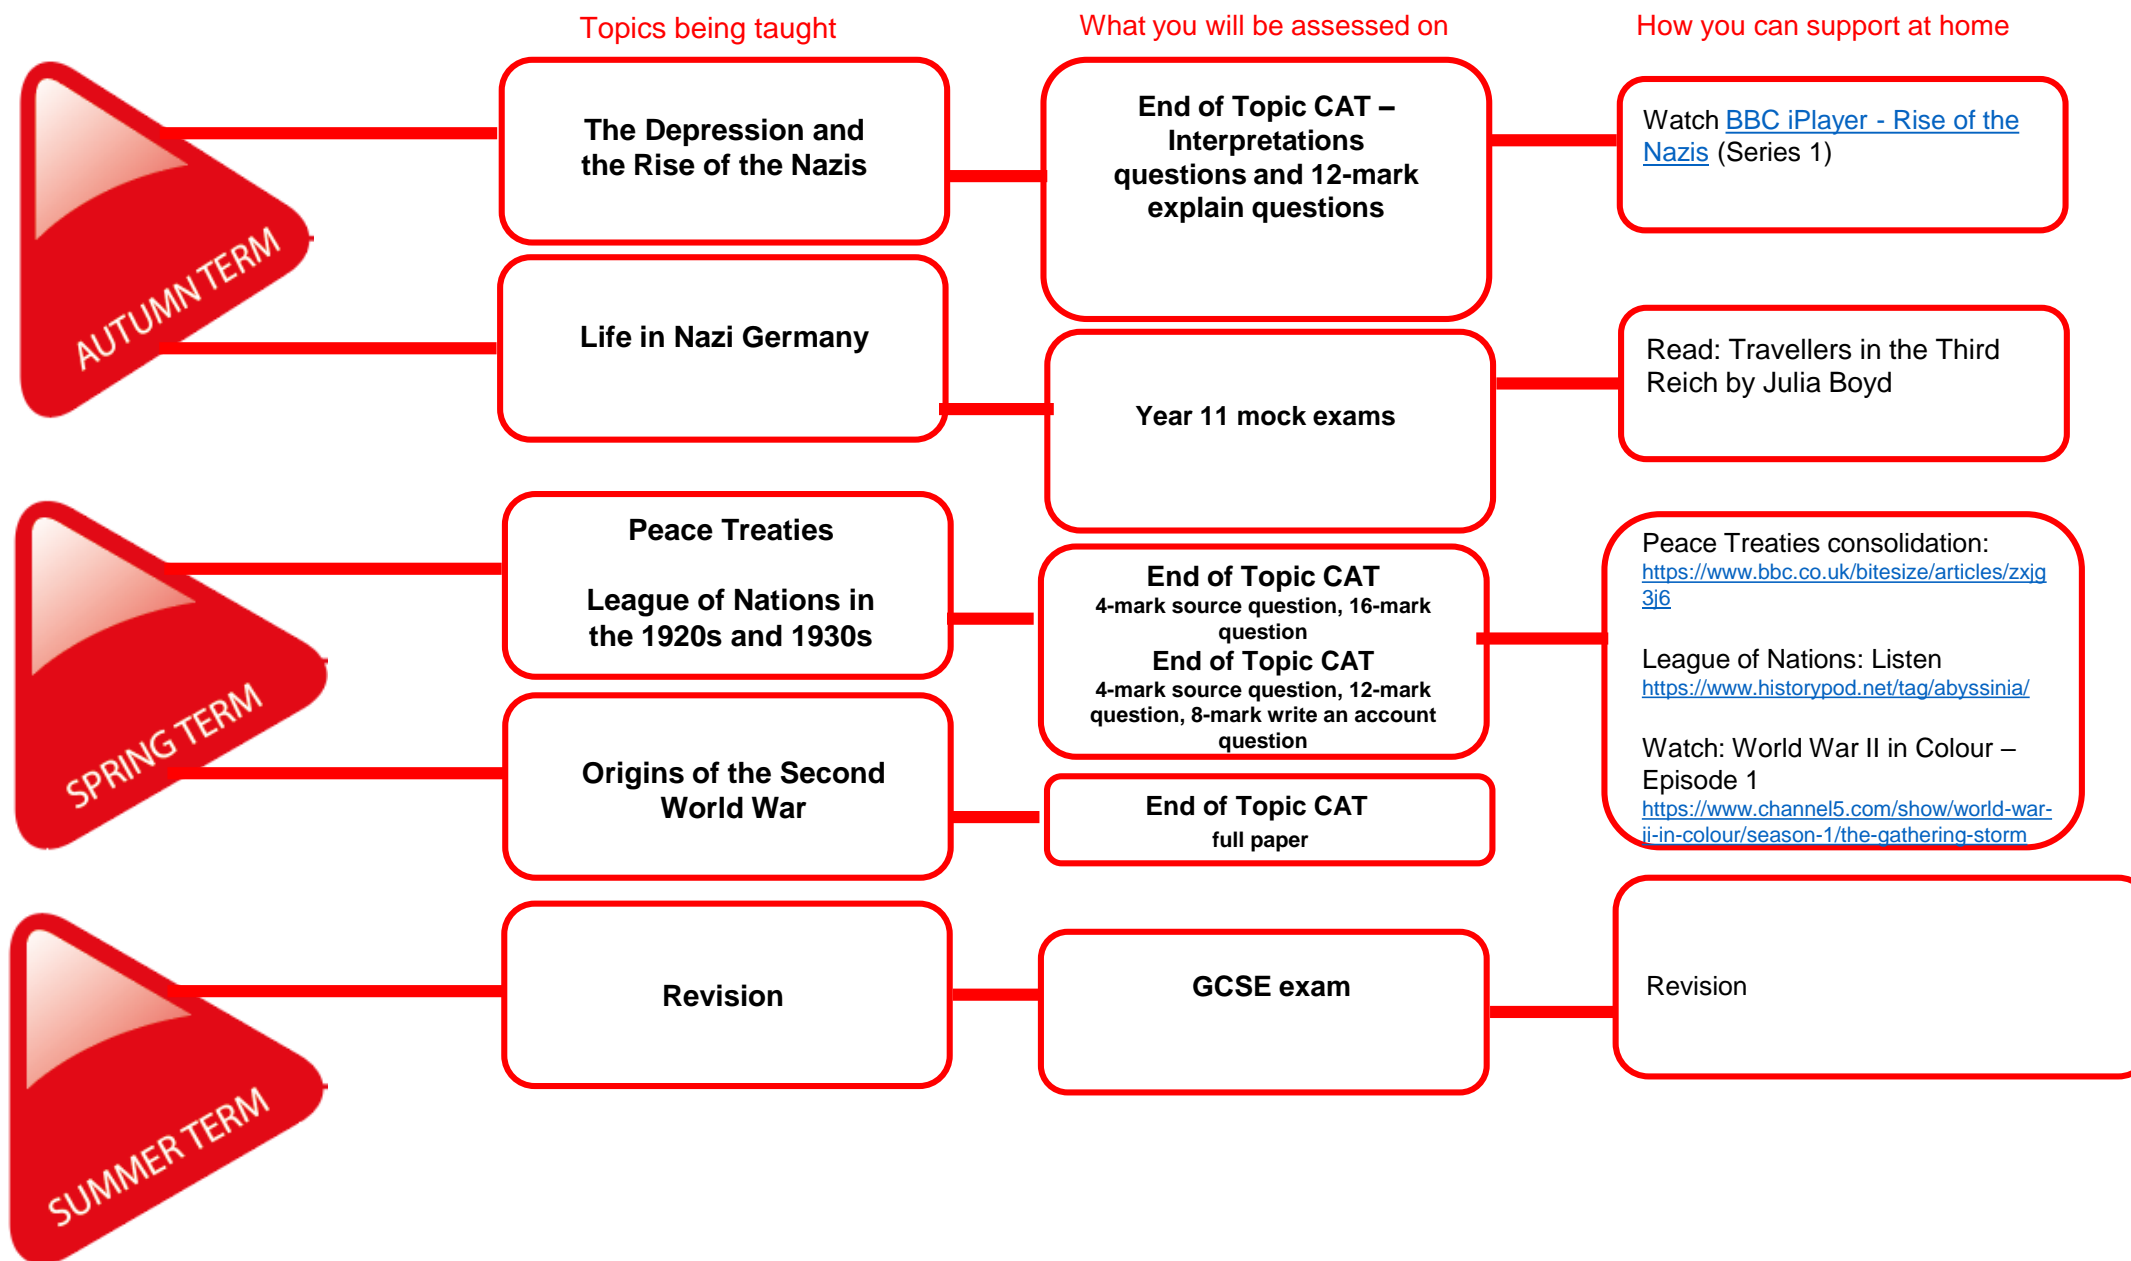 Topics being taught
What you will be assessed on
How you can support at home
AUTUMN TERM
The Depression and
the Rise of the Nazis
End of Topic CAT –
Interpretations
questions and 12-mark
explain questions
Watch BBC iPlayer - Rise of the
Nazis (Series 1)
Life in Nazi Germany
Year 11 mock exams
Read: Travellers in the Third
Reich by Julia Boyd
SPRING TERM
Peace Treaties
League of Nations in
the 1920s and 1930s
End of Topic CAT
4-mark source question, 16-mark
question
End of Topic CAT
4-mark source question, 12-mark
question, 8-mark write an account
question
Peace Treaties consolidation:
https://www.bbc.co.uk/bitesize/articles/zxjg
3j6
League of Nations: Listen
https://www.historypod.net/tag/abyssinia/
Watch: World War II in Colour –
Episode 1
https://www.channel5.com/show/world-war-
ii-in-colour/season-1/the-gathering-storm
Origins of the Second
World War
End of Topic CAT
full paper
SUMMER TERM
Revision
GCSE exam
Revision